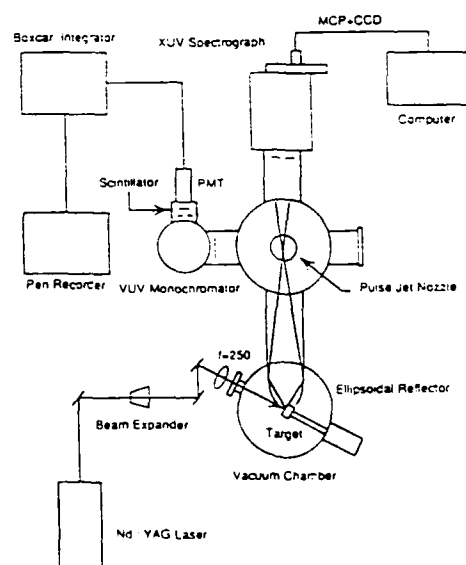 MCP+CCD
Boxcar Integrator
XUV Spectrograph
Computer
Scintillator
PMT
Pen Recorder
VUV Monochromator
Pulse Jet Nozzle
f=250
Ellipsoidal Reflector
Beam Expander
Target
Vacuum Chamber
Nd : YAG Laser